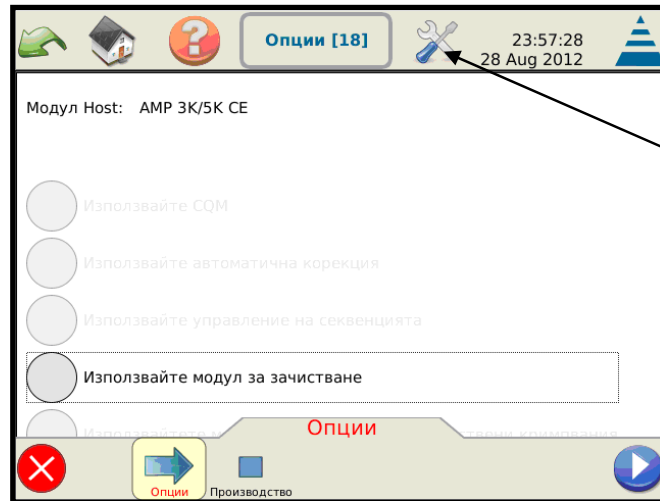 Опции [18]
23:57:28
28 Aug 2012
Модул Host: AMP 3K/5K CE
Използвайте CQM
Използвайте автоматична корекция
Използвайте управление на секвенцията
Използвайте модул за зачистване
кримпвания
Опции
Опции
Производство